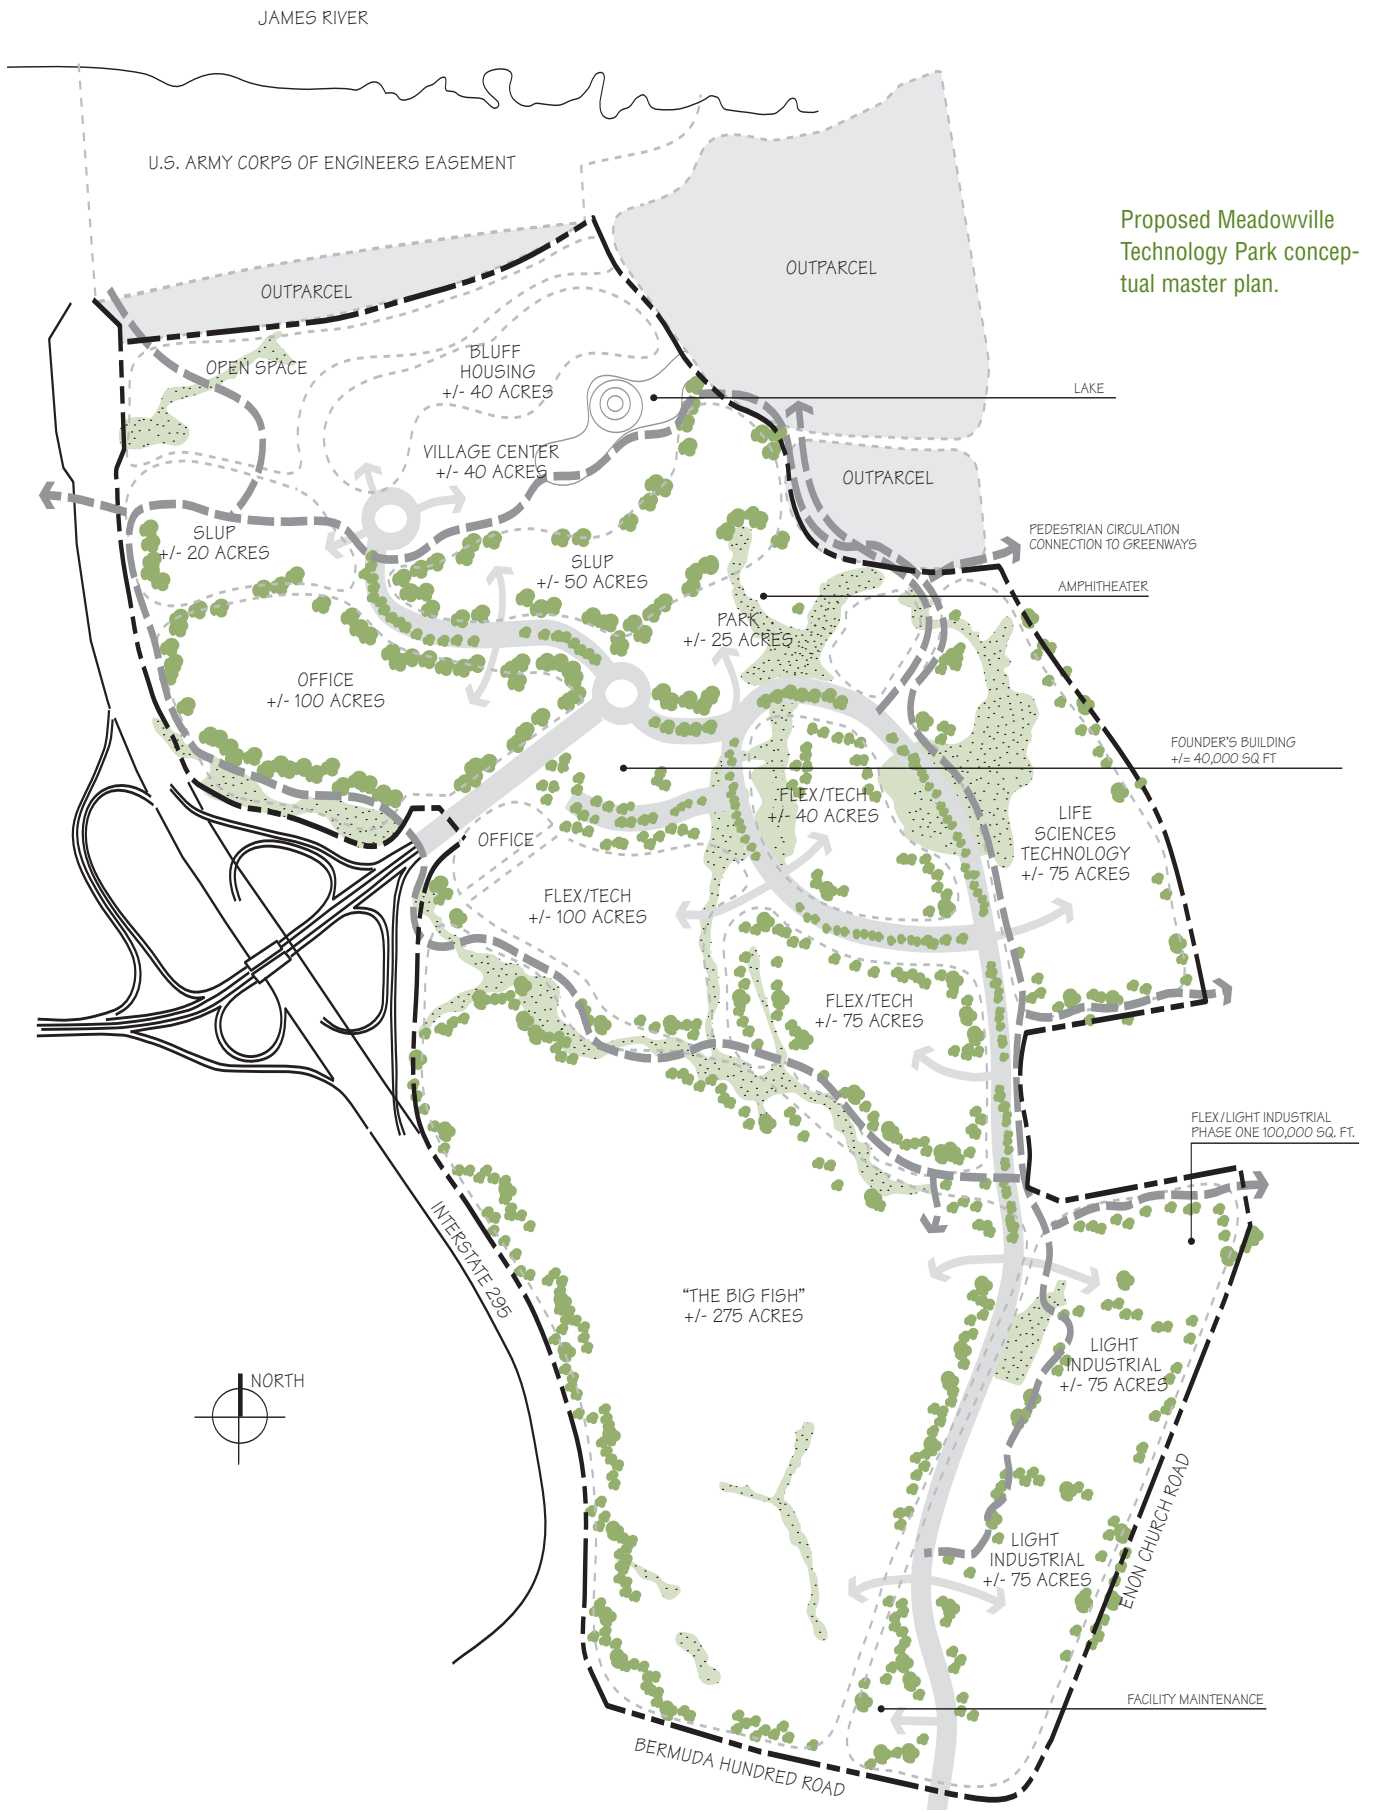 JAMES RIVER
U.S. ARMY CORPS OF ENGINEERS EASEMENT
Proposed Meadowville
Technology Park concep-
tual master plan.
OUTPARCEL
OUTPARCEL
OPEN SPACE
BLUFF
HOUSING
+/- 40 ACRES
LAKE
VILLAGE CENTER
+/- 40 ACRES
OUTPARCEL
SLUP
+/- 20 ACRES
SLUP
+/- 50 ACRES
PEDESTRIAN CIRCULATION
CONNECTION TO GREENWAYS
AMPHITHEATER
PARK
+/- 25 ACRES
OFFICE
+/- 100 ACRES
FOUNDER'S BUILDING
+/= 40,000 SQ FT
FLEX/TECH
+/- 40 ACRES
LIFE
SCIENCES
TECHNOLOGY
+/- 75 ACRES
OFFICE
FLEX/TECH
+/- 100 ACRES
FLEX/TECH
+/- 75 ACRES
FLEX/LIGHT INDUSTRIAL
PHASE ONE 100,000 SQ. FT.
INTERSTATE 295
"THE BIG FISH"
+/- 275 ACRES
LIGHT
INDUSTRIAL
+/- 75 ACRES
NORTH
ENON CHURCH ROAD
LIGHT
INDUSTRIAL
+/- 75 ACRES
FACILITY MAINTENANCE
BERMUDA HUNDRED ROAD